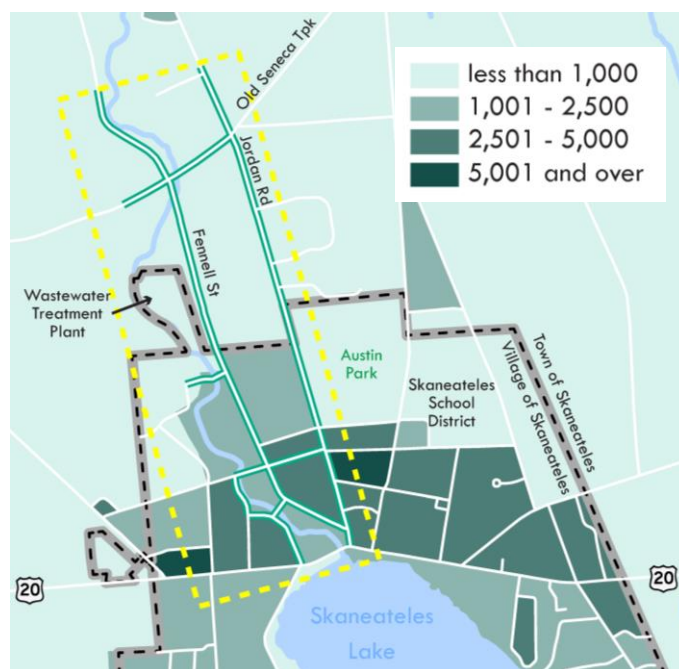 less than 1,000
1,001 - 2,500
2,501 - 5,000
5,001 and over
Old Seneca Tpk
Jordan Rd
Fennell St
Wastewater
Treatment
Plant
Austin
Park
Skaneateles
School
District
Town of Skaneateles
Village of Skaneateles
20
20
Skaneateles
Lake